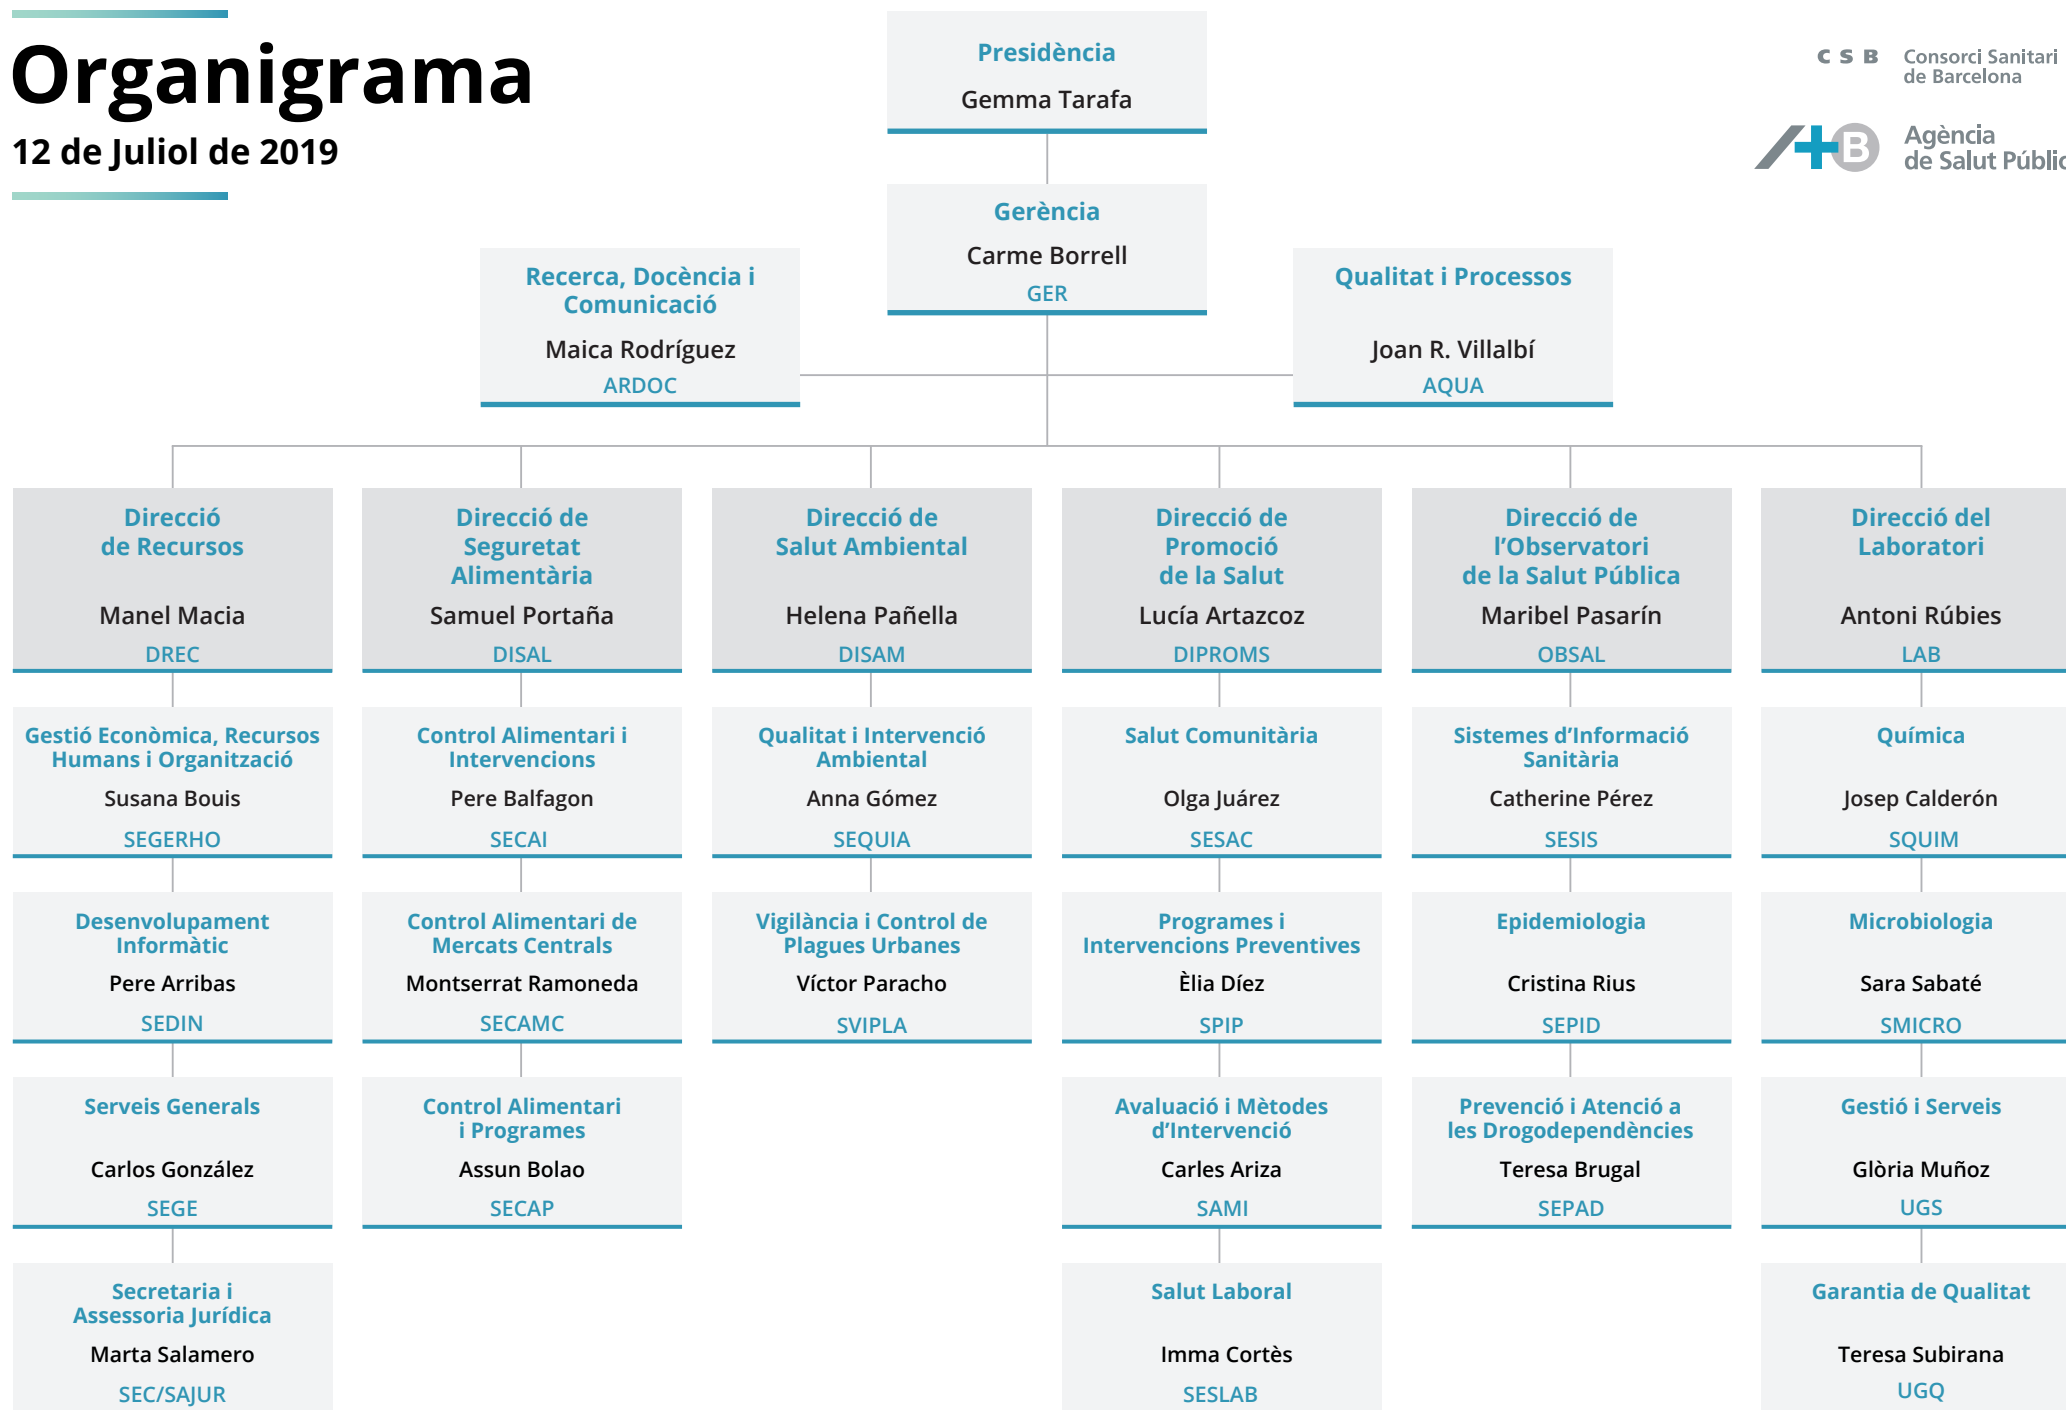 Organigrama
12 de Juliol de 2019
Presidència
Gemma Tarafa
C S B Consorci Sanitari
de Barcelona
A+B Agència
de Salut Públic
Gerència
Carme Borrell
GER
Recerca, Docència i
Comunicació
Maica Rodríguez
ARDOC
Qualitat i Processos
Joan R. Villalbí
AQUA
Direcció
de Recursos
Manel Macia
DREC
Direcció de
Seguretat
Alimentària
Samuel Portaña
DISAL
Direcció de
Salut Ambiental
Helena Pañella
DISAM
Direcció de
Promoció
de la Salut
Lucía Artazcoz
DIPROMS
Direcció de
l’Observatori
de la Salut Pública
Maribel Pasarín
OBSAL
Direcció del
Laboratori
Antoni Rúbies
LAB
Gestió Econòmica, Recursos
Humans i Organització
Susana Bouis
SEGERHO
Control Alimentari i
Intervencions
Pere Balfagon
SECAI
Qualitat i Intervenció
Ambiental
Anna Gómez
SEQUIA
Salut Comunitària
Olga Juárez
SESAC
Sistemes d’Informació
Sanitària
Catherine Pérez
SESIS
Química
Josep Calderón
SQUIM
Desenvolupament
Informàtic
Pere Arribas
SEDIN
Control Alimentari de
Mercats Centrals
Montserrat Ramoneda
SECAMC
Vigilància i Control de
Plagues Urbanes
Víctor Paracho
SVIPLA
Programes i
Intervencions Preventives
Èlia Díez
SPIP
Epidemiologia
Cristina Rius
SEPID
Microbiologia
Sara Sabaté
SMICRO
Serveis Generals
Carlos González
SEGE
Control Alimentari
i Programes
Assun Bolao
SECAP
Avaluació i Mètodes
d’Intervenció
Carles Ariza
SAMI
Prevenció i Atenció a
les Drogodependències
Teresa Brugal
SEPAD
Gestió i Serveis
Glòria Muñoz
UGS
Secretaria i
Assessoria Jurídica
Marta Salamero
SEC/SAJUR
Salut Laboral
Imma Cortès
SESLAB
Garantia de Qualitat
Teresa Subirana
UGQ